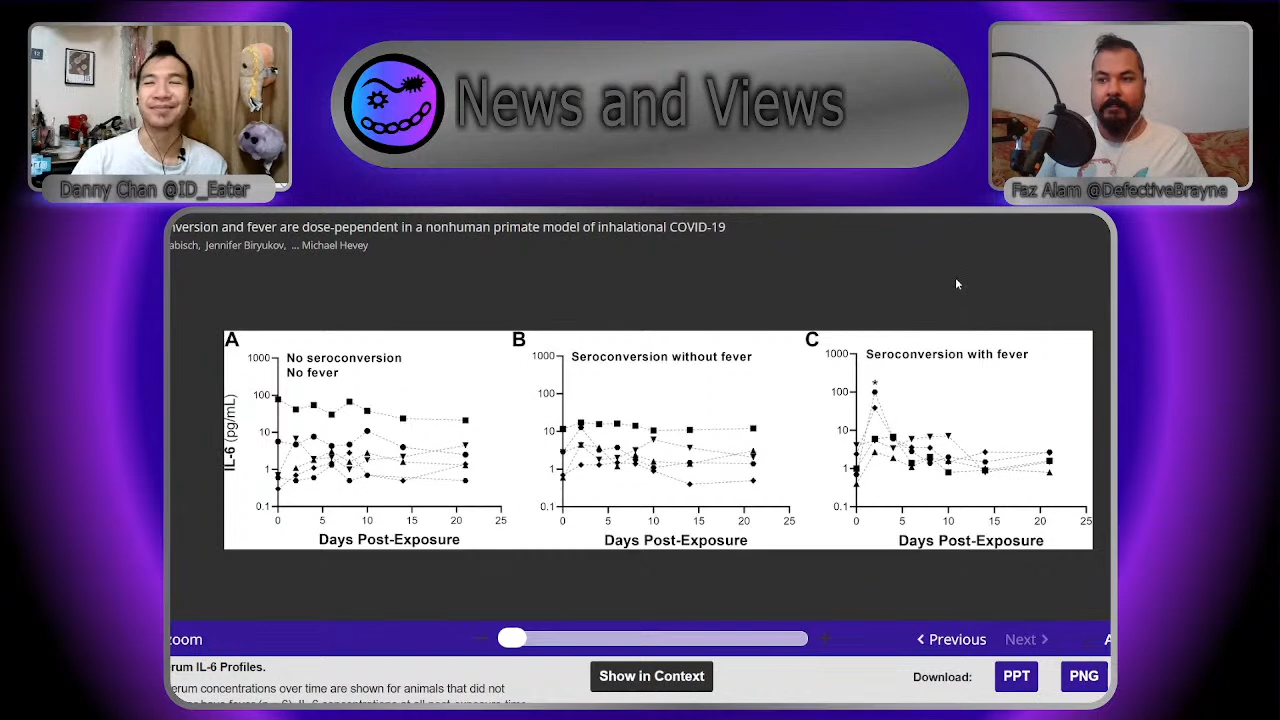 News and Views
Danny Chan @ID_Eater
Faz Alam @DefectiveBrayne
version and fever are dose-pependent in a nonhuman primate model of inhalational COVID-19
abisch, Jennifer Biryukov, ... Michael Hevey
A
No seroconversion
No fever
1000
100
10
1
0.1
IL-6 (pg/mL)
0 5 10 15 20 25
Days Post-Exposure
B
Seroconversion without fever
1000
100
10
1
0.1
0 5 10 15 20 25
Days Post-Exposure
C
Seroconversion with fever
1000
100
10
1
0.1
*
0 5 10 15 20 25
Days Post-Exposure
zoom
− +
< Previous Next >
rum IL-6 Profiles.
Show in Context
Download: PPT PNG
erum concentrations over time are shown for animals that did not